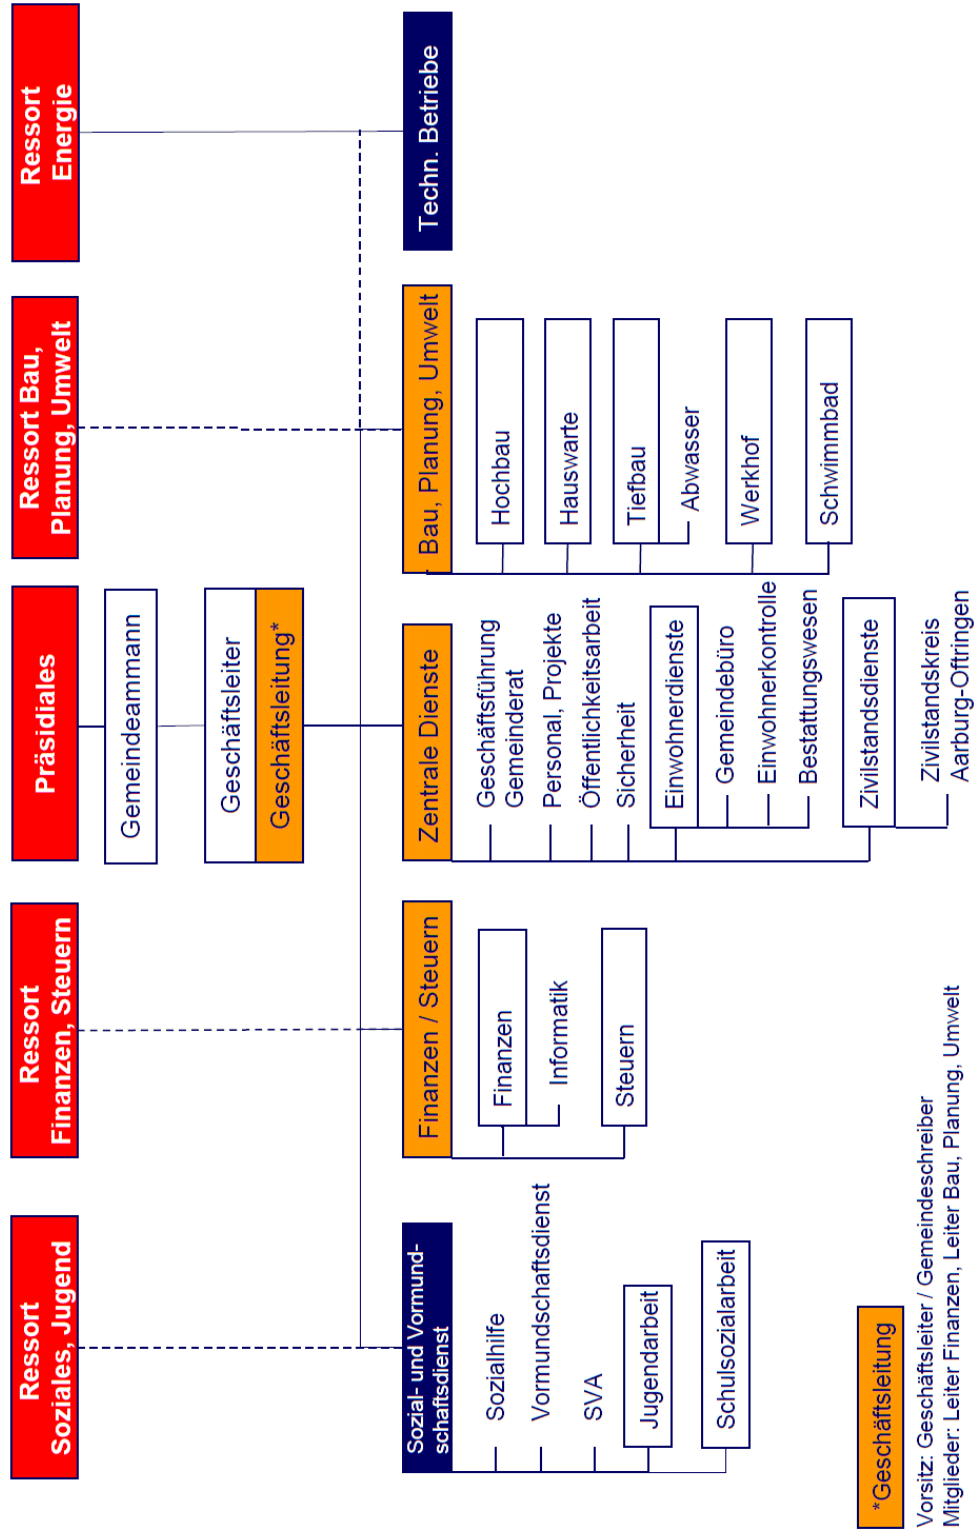 Ressort
Soziales, Jugend
Ressort
Finanzen, Steuern
Präsidiales
Ressort Bau,
Planung, Umwelt
Ressort
Energie
Gemeindeammann
Geschäftsleiter
Geschäftsleitung*
Sozial- und Vormund-
schaftsdienst
Sozialhilfe
Vormundschaftsdienst
SVA
Jugendarbeit
Schulsozialarbeit
Finanzen / Steuern
Finanzen
Informatik
Steuern
Zentrale Dienste
Geschäftsführung
Gemeinderat
Personal, Projekte
Öffentlichkeitsarbeit
Sicherheit
Einwohnerdienste
Gemeindebüro
Einwohnerkontrolle
Bestattungswesen
Zivilstandsdienste
Zivilstandskreis
Aarburg-Oftringen
Bau, Planung, Umwelt
Hochbau
Hauswarte
Tiefbau
Abwasser
Werkhof
Schwimmbad
Techn. Betriebe
*Geschäftsleitung
Vorsitz: Geschäftsleiter / Gemeindeschreiber
Mitglieder: Leiter Finanzen, Leiter Bau, Planung, Umwelt